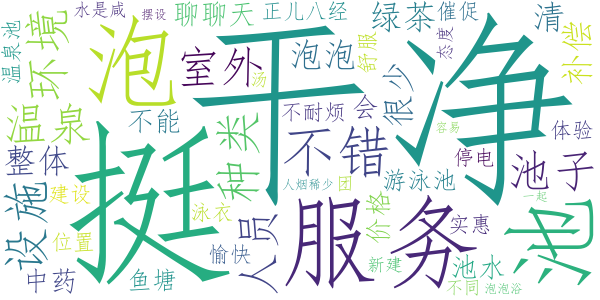 水是咸
摆设
聊聊天
正儿八经
绿茶
催促
清
温泉池
环境
泡
室外
汤
泡泡
舒服
态度
补偿
干净
温泉
不能
种类
不错
不耐烦
会
很少
容易
体验
整体
挺
停电
池子
设施
建设
泳衣
人烟稀少
团
游泳池
一起
池
位置
人员
服务
价格
实惠
中药
鱼塘
愉快
新建
池水
不同
泡泡浴